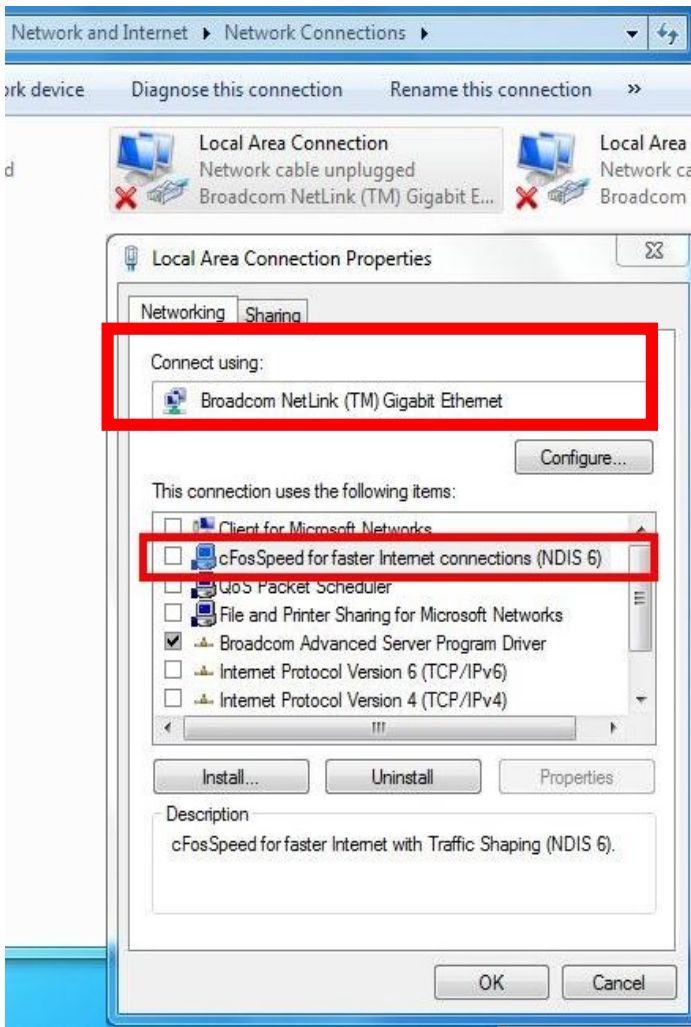 Network and Internet ▸ Network Connections ▸
ork device Diagnose this connection Rename this connection »
d
Local Area Connection
Network cable unplugged
Broadcom NetLink (TM) Gigabit E...
Local Area
Network ca
Broadcom
Local Area Connection Properties
Networking Sharing
Connect using:
Broadcom NetLink (TM) Gigabit Ethernet
Configure...
This connection uses the following items:
Client for Microsoft Networks
cFosSpeed for faster Internet connections (NDIS 6)
QoS Packet Scheduler
File and Printer Sharing for Microsoft Networks
Broadcom Advanced Server Program Driver
Internet Protocol Version 6 (TCP/IPv6)
Internet Protocol Version 4 (TCP/IPv4)
Install... Uninstall Properties
Description
cFosSpeed for faster Internet with Traffic Shaping (NDIS 6).
OK Cancel